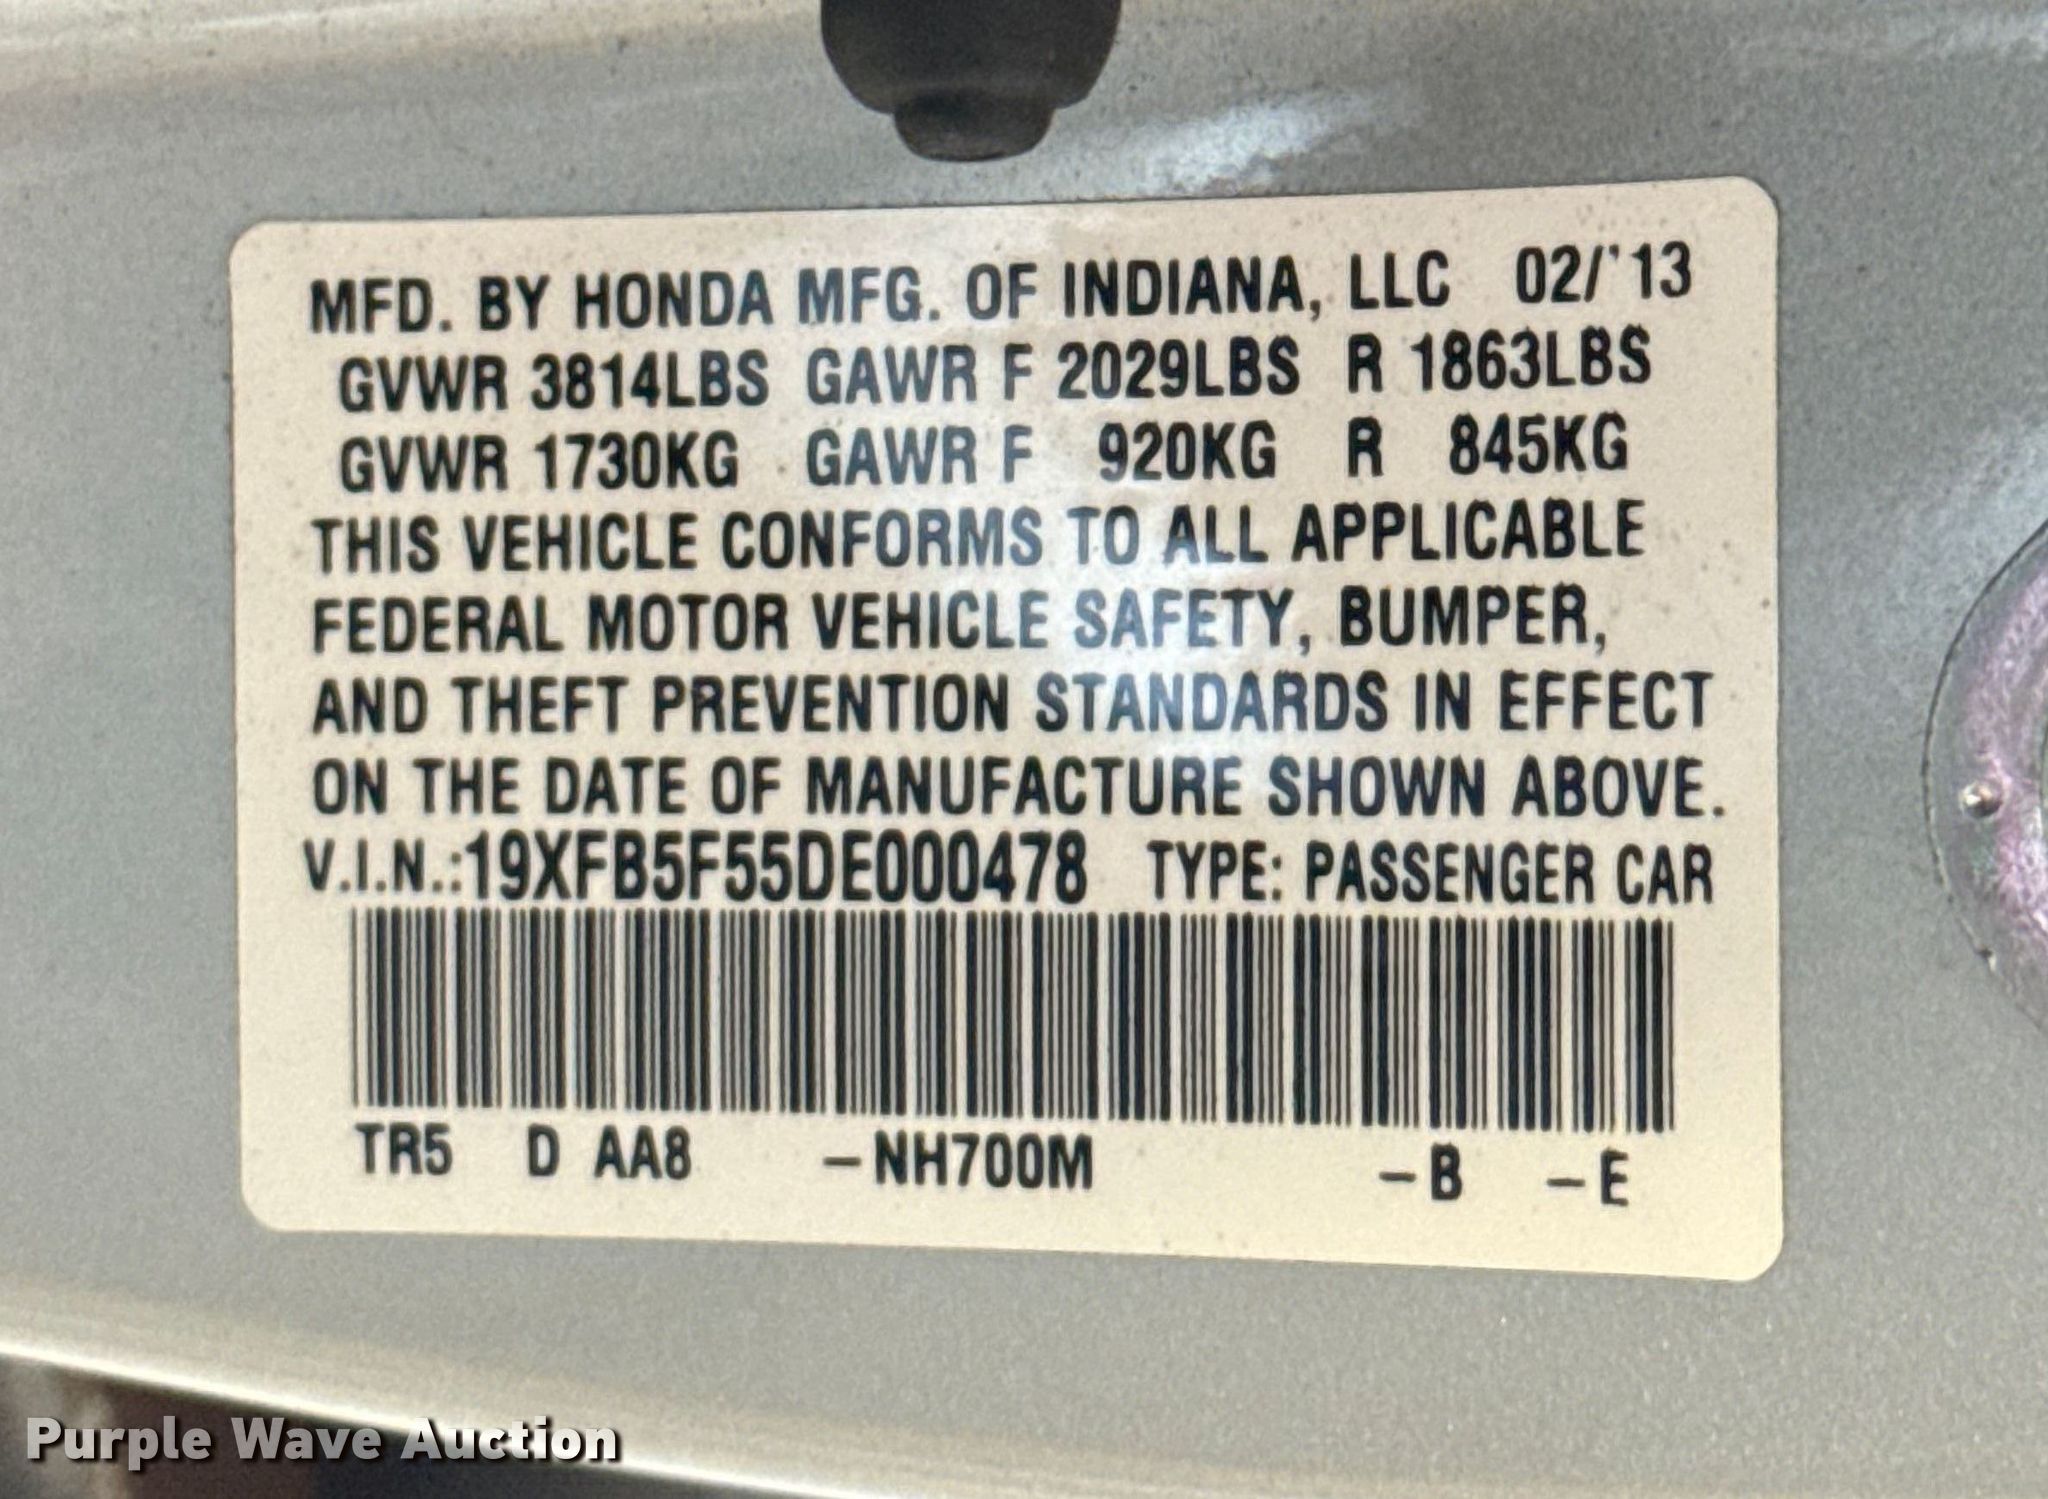 MFD. BY HONDA MFG. OF INDIANA, LLC 02/'13
GVWR 3814LBS GAWR F 2029LBS R 1863LBS
GVWR 1730KG GAWR F 920KG R 845KG
THIS VEHICLE CONFORMS TO ALL APPLICABLE
FEDERAL MOTOR VEHICLE SAFETY, BUMPER,
AND THEFT PREVENTION STANDARDS IN EFFECT
ON THE DATE OF MANUFACTURE SHOWN ABOVE.
V.I.N.:19XFB5F55DE000478 TYPE: PASSENGER CAR
TR5 D AA8 –NH700M –B –E
Purple Wave Auction